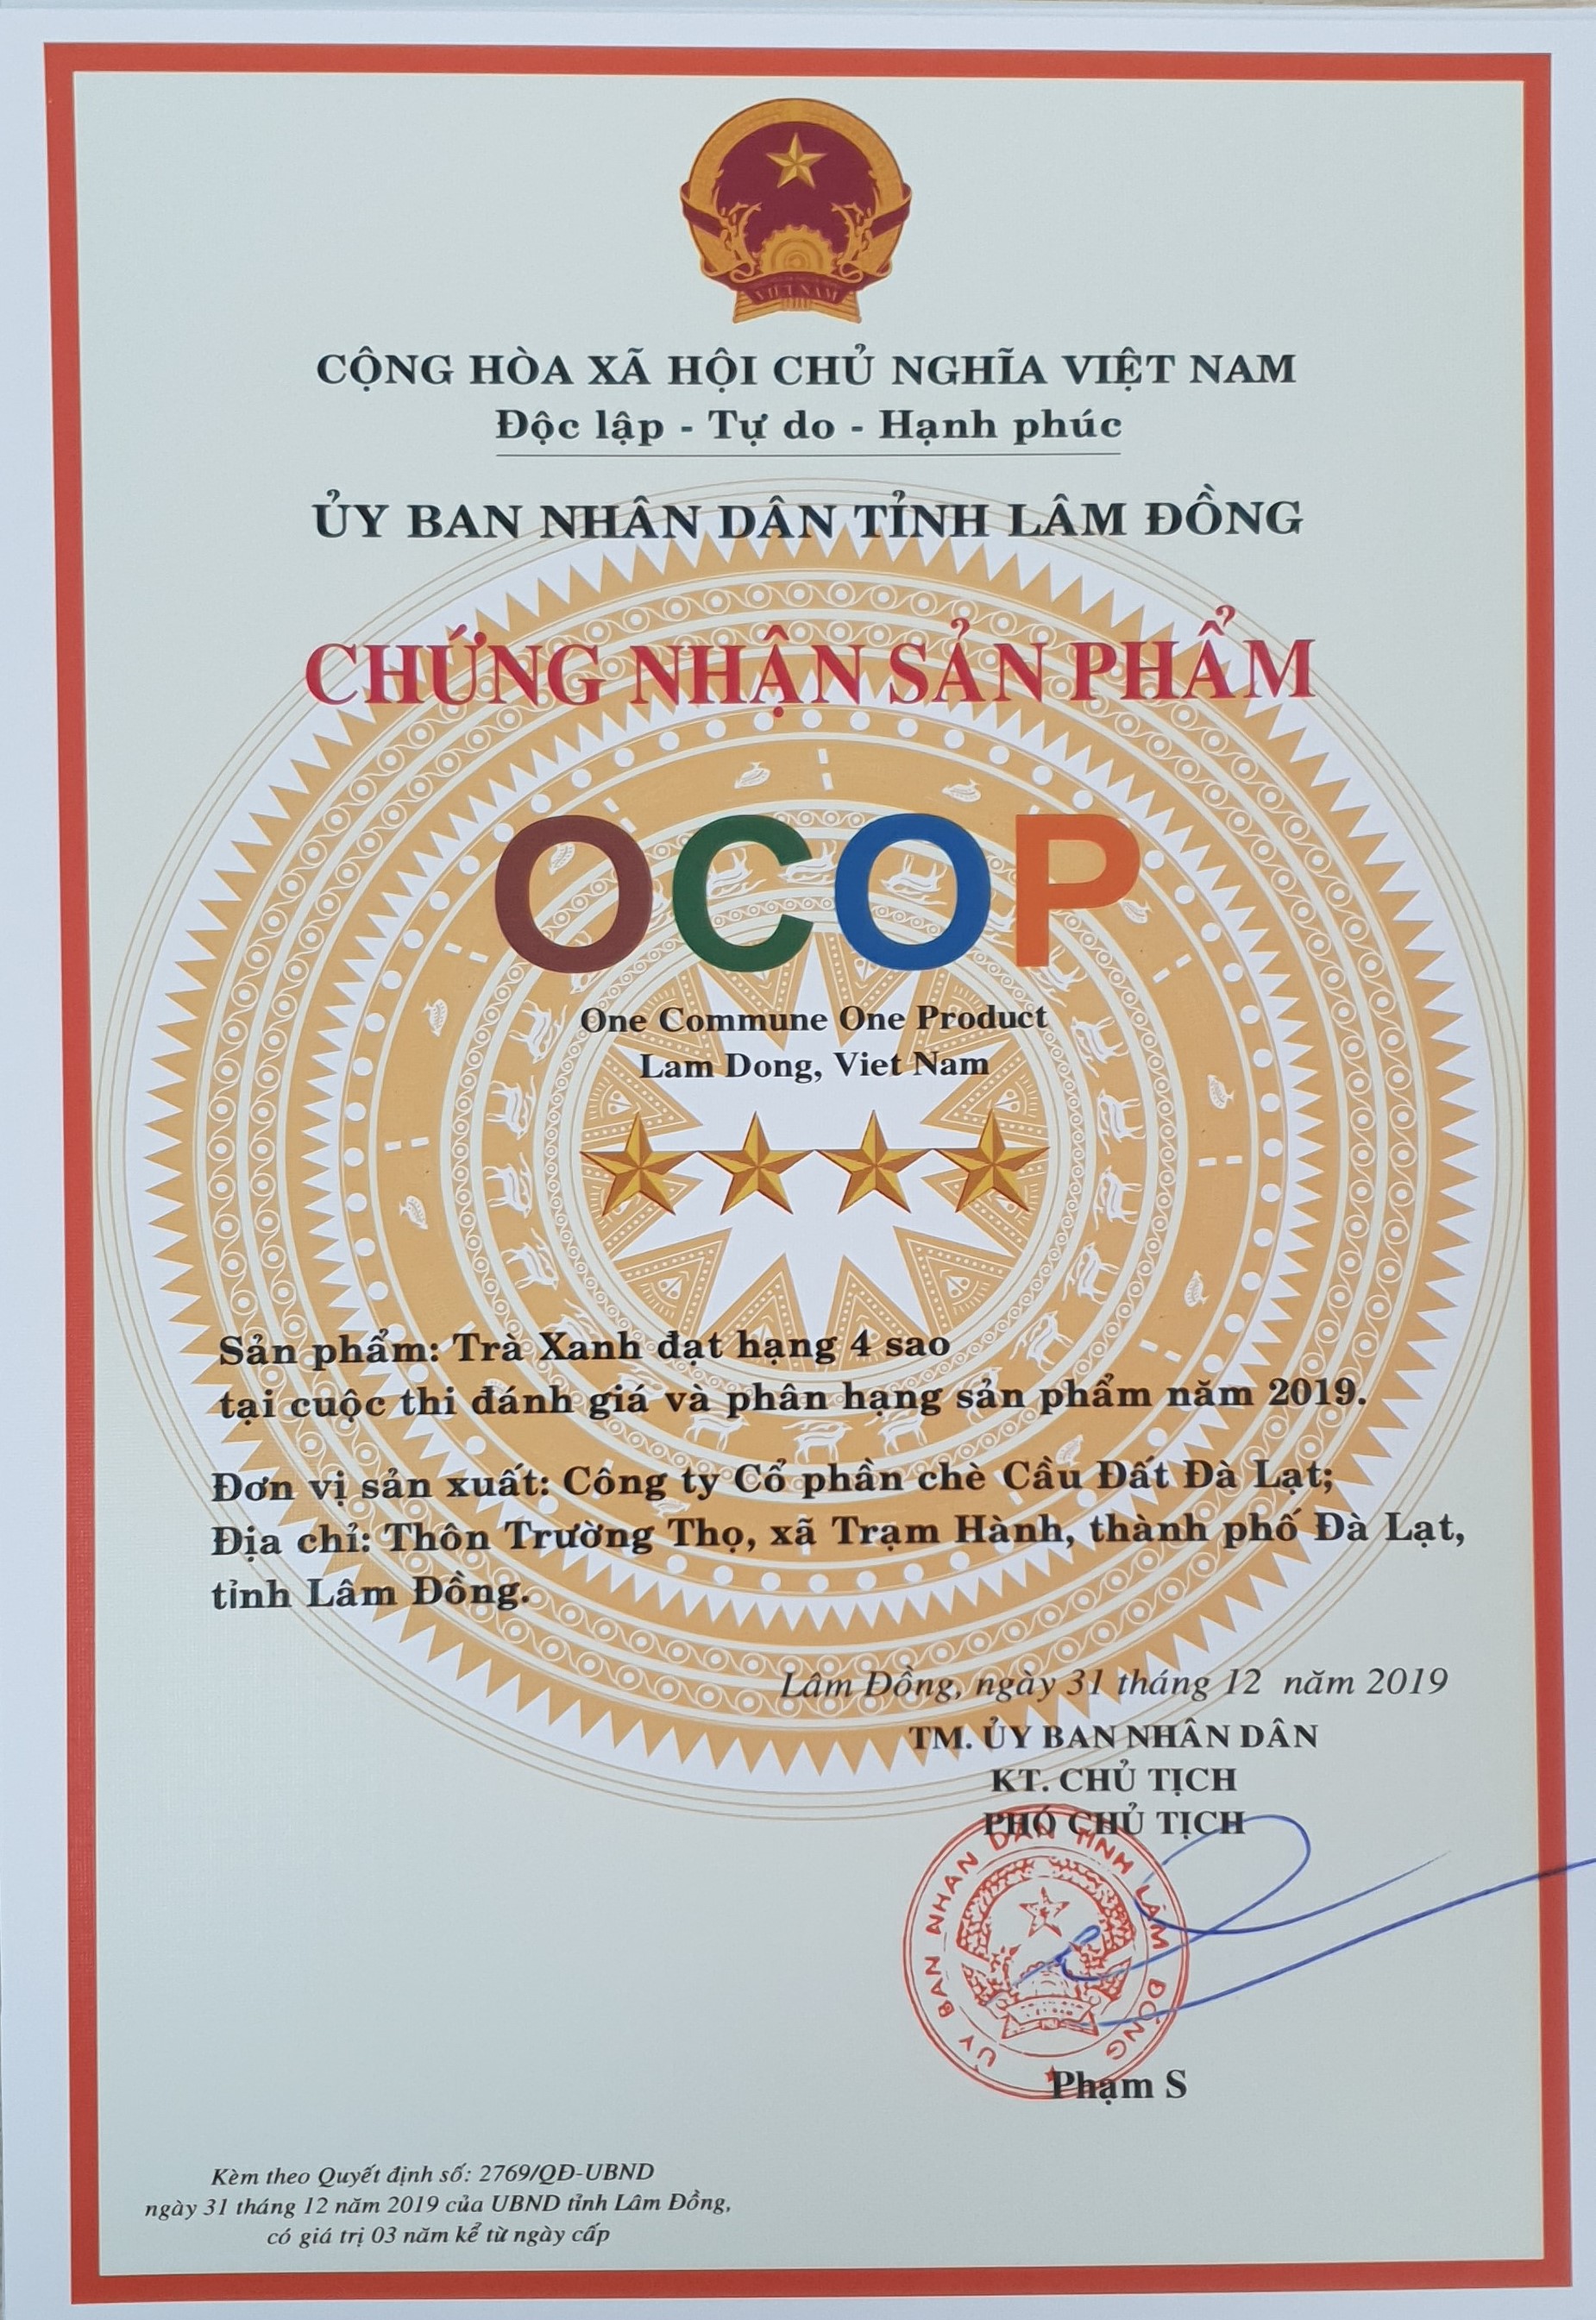 VIỆT NAM
CỘNG HÒA XÃ HỘI CHỦ NGHĨA VIỆT NAM
Độc lập - Tự do - Hạnh phúc
ỦY BAN NHÂN DÂN TỈNH LÂM ĐỒNG
CHỨNG NHẬN SẢN PHẨM
OCOP
One Commune One Product
Lam Dong, Viet Nam
Sản phẩm: Trà Xanh đạt hạng 4 sao
tại cuộc thi đánh giá và phân hạng sản phẩm năm 2019.
Đơn vị sản xuất: Công ty Cổ phần chè Cầu Đất Đà Lạt;
Địa chỉ: Thôn Trường Thọ, xã Trạm Hành, thành phố Đà Lạt,
tỉnh Lâm Đồng.
Lâm Đồng, ngày 31 tháng 12 năm 2019
TM. ỦY BAN NHÂN DÂN
KT. CHỦ TỊCH
PHÓ CHỦ TỊCH
ỦY BAN NHÂN DÂN TỈNH LÂM ĐỒNG
Phạm S
Kèm theo Quyết định số: 2769/QĐ-UBND
ngày 31 tháng 12 năm 2019 của UBND tỉnh Lâm Đồng,
có giá trị 03 năm kể từ ngày cấp